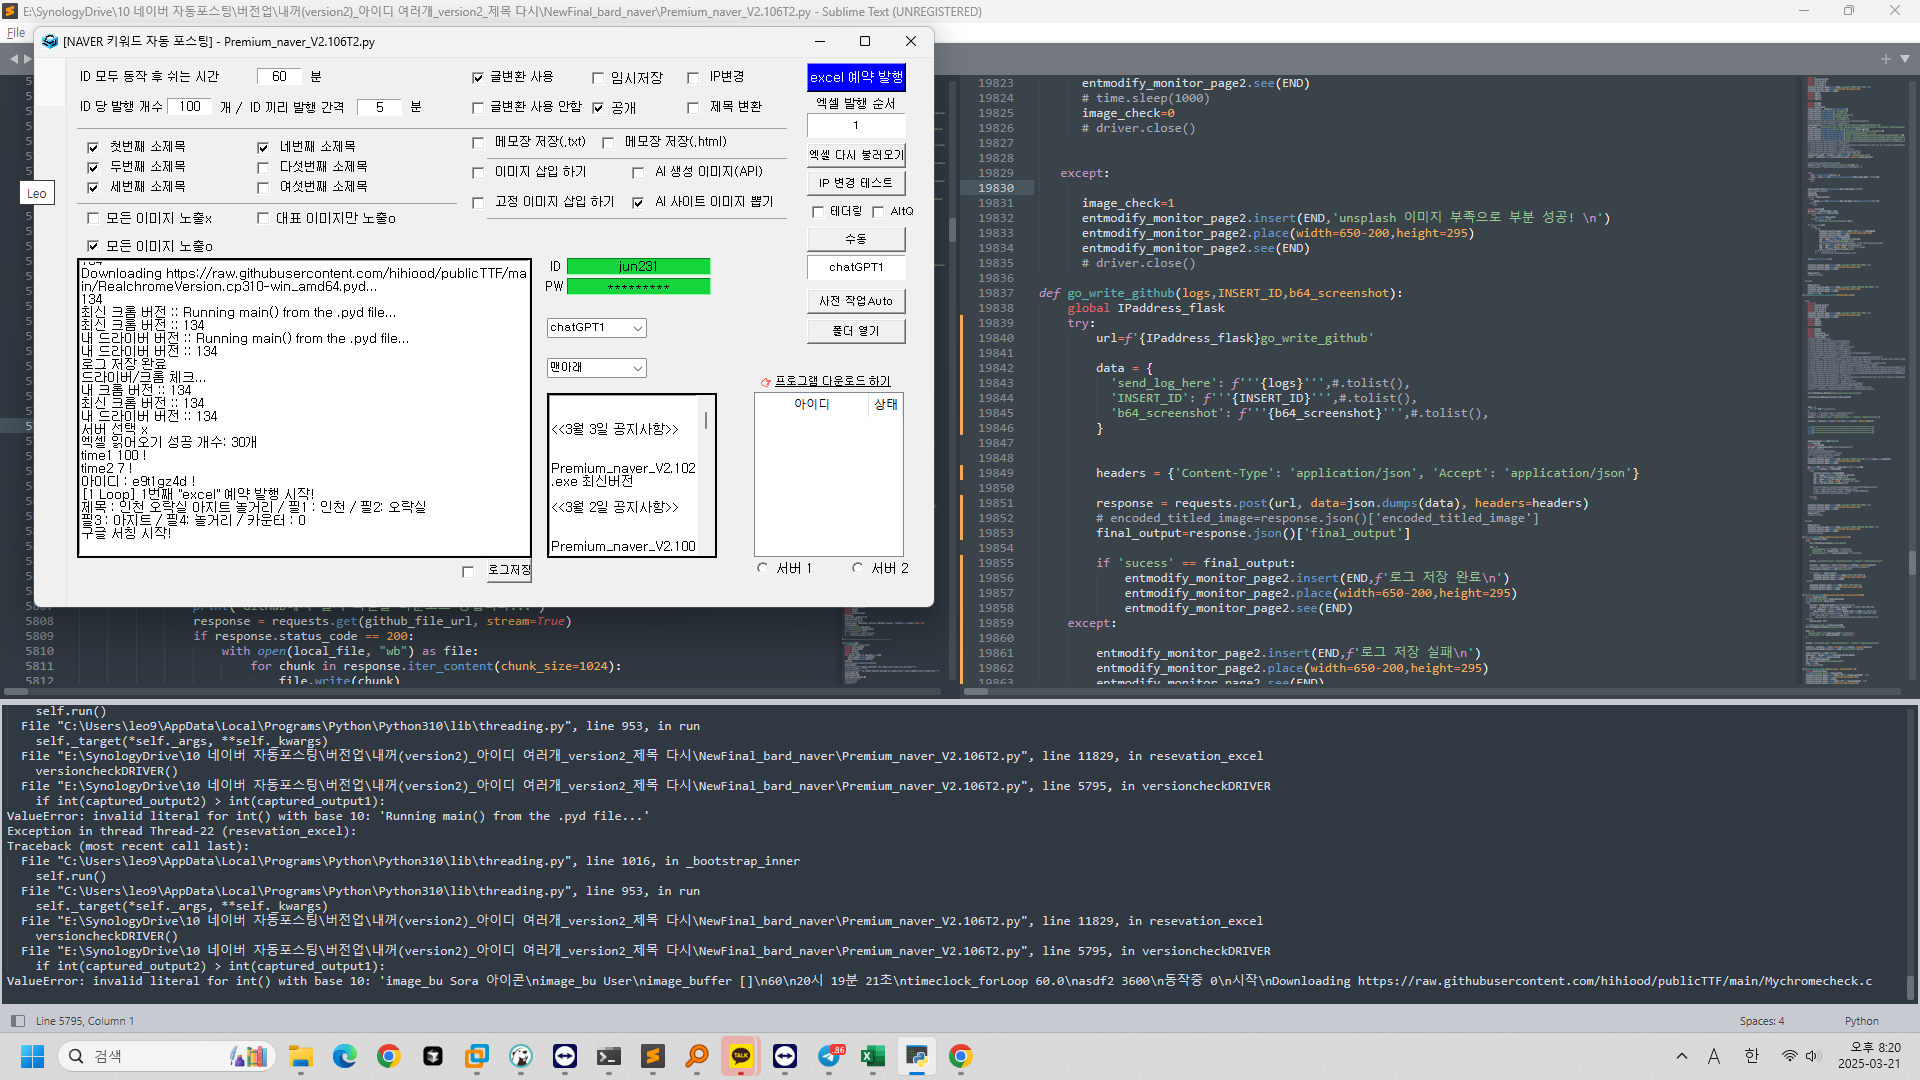 E:\SynologyDrive\10 네이버 자동포스팅\버전업\내꺼(version2)_아이디 여러개_version2_제목 다시\NewFinal_bard_naver\Premium_naver_V2.106T2.py - Sublime Text (UNREGISTERED)
File
[NAVER 키워드 자동 포스팅] - Premium_naver_V2.106T2.py
ID 모두 동작 후 쉬는 시간 60 분
ID 당 발행 개수 100 개 / ID 끼리 발행 간격 5 분
글변환 사용 임시저장 IP변경
글변환 사용 안함 공개 제목 변환
첫번째 소제목 네번째 소제목
두번째 소제목 다섯번째 소제목
세번째 소제목 여섯번째 소제목
모든 이미지 노출x 대표 이미지만 노출o
모든 이미지 노출o
메모장 저장(.txt) 메모장 저장(.html)
이미지 삽입 하기 AI 생성 이미지(API)
고정 이미지 삽입 하기 AI 사이트 이미지 뽑기
excel 예약 발행
엑셀 발행 순서
1
엑셀 다시 불러오기
IP 변경 테스트
테더링 AltQ
수동
chatGPT1
사전 작업Auto
폴더 열기
Leo
134
Downloading https://raw.githubusercontent.com/hihiood/publicTTF/ma
in/RealchromeVersion.cp310-win_amd64.pyd...
134
최신 크롬 버전 :: Running main() from the .pyd file...
최신 크롬 버전 :: 134
내 드라이버 버전 :: Running main() from the .pyd file...
내 드라이버 버전 :: 134
로그 저장 완료
드라이버/크롬 체크...
내 크롬 버전 :: 134
최신 크롬 버전 :: 134
내 드라이버 버전 :: 134
서버 선택 x
엑셀 읽어오기 성공 개수: 30개
time1 100 !
time2 7 !
아이디 : e9t1gz4d !
[1 Loop] 1번째 "excel" 예약 발행 시작!
제목 : 인천 오락실 아지트 놀거리 / 필1 : 인천 / 필2: 오락실
필3 : 아지트 / 필4: 놀거리 / 카운터 : 0
구글 서칭 시작!
로그저장
ID jun231
PW *********
chatGPT1
맨아래
<<3월 3일 공지사항>>
Premium_naver_V2.102
.exe 최신버전
<<3월 2일 공지사항>>
Premium_naver_V2.100
프로그램 다운로드 하기
아이디 상태
서버 1 서버 2
5808 response = requests.get(github_file_url, stream=True)
5809 if response.status_code == 200:
5810 with open(local_file, "wb") as file:
5811 for chunk in response.iter_content(chunk_size=1024):
5812 file.write(chunk)
19823 entmodify_monitor_page2.see(END)
19824 # time.sleep(1000)
19825 image_check=0
19826 # driver.close()
19827
19828
19829 except:
19830
19831 image_check=1
19832 entmodify_monitor_page2.insert(END,'unsplash 이미지 부족으로 부분 성공! \n')
19833 entmodify_monitor_page2.place(width=650-200,height=295)
19834 entmodify_monitor_page2.see(END)
19835 # driver.close()
19836
19837 def go_write_github(logs,INSERT_ID,b64_screenshot):
19838 global IPaddress_flask
19839 try:
19840 url=f'{IPaddress_flask}go_write_github'
19841
19842 data = {
19843 'send_log_here': f'''{logs}''',#.tolist(),
19844 'INSERT_ID': f'''{INSERT_ID}''',#.tolist(),
19845 'b64_screenshot': f'''{b64_screenshot}''',#.tolist(),
19846 }
19847
19848
19849 headers = {'Content-Type': 'application/json', 'Accept': 'application/json'}
19850
19851 response = requests.post(url, data=json.dumps(data), headers=headers)
19852 # encoded_titled_image=response.json()['encoded_titled_image']
19853 final_output=response.json()['final_output']
19854
19855 if 'sucess' == final_output:
19856 entmodify_monitor_page2.insert(END,f'로그 저장 완료\n')
19857 entmodify_monitor_page2.place(width=650-200,height=295)
19858 entmodify_monitor_page2.see(END)
19859 except:
19860
19861 entmodify_monitor_page2.insert(END,f'로그 저장 실패\n')
19862 entmodify_monitor_page2.place(width=650-200,height=295)
19863 entmodify_monitor_page2.see(END)
self.run()
File "C:\Users\leo9\AppData\Local\Programs\Python\Python310\lib\threading.py", line 953, in run
self._target(*self._args, **self._kwargs)
File "E:\SynologyDrive\10 네이버 자동포스팅\버전업\내꺼(version2)_아이디 여러개_version2_제목 다시\NewFinal_bard_naver\Premium_naver_V2.106T2.py", line 11829, in resevation_excel
versioncheckDRIVER()
File "E:\SynologyDrive\10 네이버 자동포스팅\버전업\내꺼(version2)_아이디 여러개_version2_제목 다시\NewFinal_bard_naver\Premium_naver_V2.106T2.py", line 5795, in versioncheckDRIVER
if int(captured_output2) > int(captured_output1):
ValueError: invalid literal for int() with base 10: 'Running main() from the .pyd file...'
Exception in thread Thread-22 (resevation_excel):
Traceback (most recent call last):
File "C:\Users\leo9\AppData\Local\Programs\Python\Python310\lib\threading.py", line 1016, in _bootstrap_inner
self.run()
File "C:\Users\leo9\AppData\Local\Programs\Python\Python310\lib\threading.py", line 953, in run
self._target(*self._args, **self._kwargs)
File "E:\SynologyDrive\10 네이버 자동포스팅\버전업\내꺼(version2)_아이디 여러개_version2_제목 다시\NewFinal_bard_naver\Premium_naver_V2.106T2.py", line 11829, in resevation_excel
versioncheckDRIVER()
File "E:\SynologyDrive\10 네이버 자동포스팅\버전업\내꺼(version2)_아이디 여러개_version2_제목 다시\NewFinal_bard_naver\Premium_naver_V2.106T2.py", line 5795, in versioncheckDRIVER
if int(captured_output2) > int(captured_output1):
ValueError: invalid literal for int() with base 10: 'image_bu Sora 아이콘\nimage_bu User\nimage_buffer []\n60\n20시 19분 21초\ntimeclock_forLoop 60.0\nasdf2 3600\n동작중 0\n시작\nDownloading https://raw.githubusercontent.com/hihiood/publicTTF/main/Mychromecheck.c
Line 5795, Column 1 Spaces: 4 Python
검색
TALK
.86
A 한
오후 8:20
2025-03-21